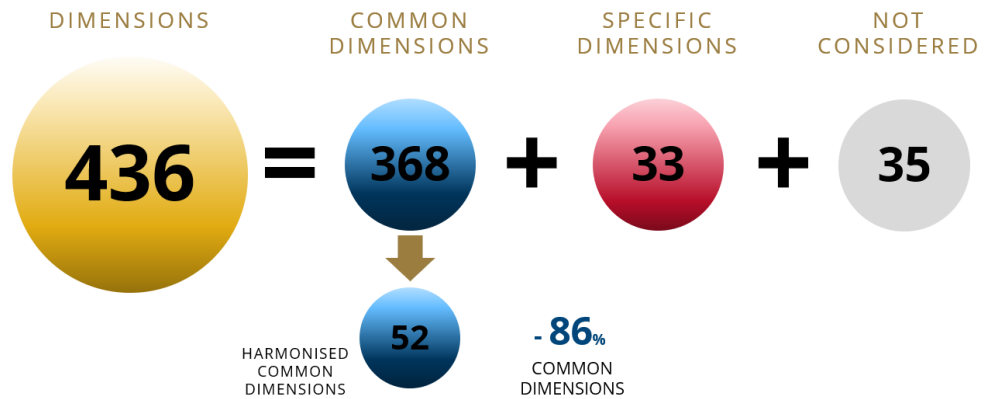 DIMENSIONS
COMMON
DIMENSIONS
SPECIFIC
DIMENSIONS
NOT
CONSIDERED
436 = 368 + 33 + 35
52
HARMONISED
COMMON
DIMENSIONS
- 86%
COMMON
DIMENSIONS